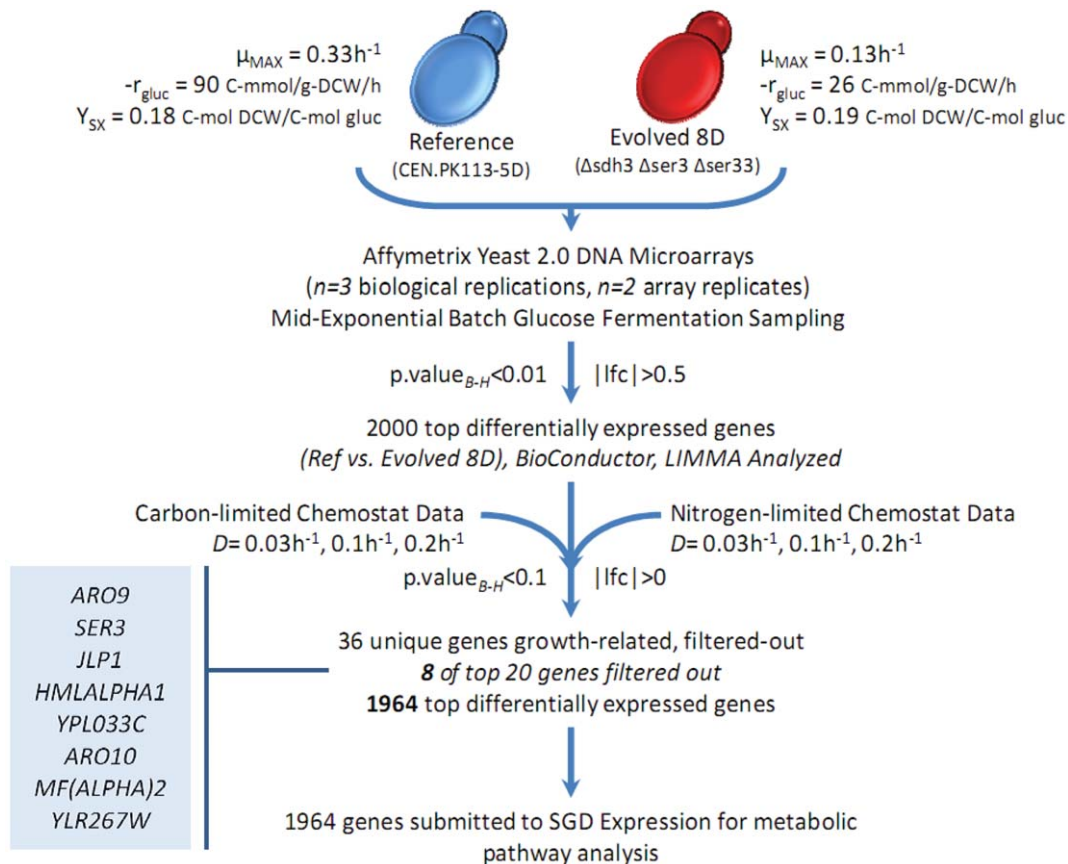 μMAX = 0.33h-1
-rgluc = 90 C-mmol/g-DCW/h
YSX = 0.18 C-mol DCW/C-mol gluc
Reference
(CEN.PK113-5D)
Evolved 8D
(Δsdh3 Δser3 Δser33)
μMAX = 0.13h-1
-rgluc = 26 C-mmol/g-DCW/h
YSX = 0.19 C-mol DCW/C-mol gluc
Affymetrix Yeast 2.0 DNA Microarrays
(n=3 biological replications, n=2 array replicates)
Mid-Exponential Batch Glucose Fermentation Sampling
p.valueB-H<0.01 |lfc|>0.5
2000 top differentially expressed genes
(Ref vs. Evolved 8D), BioConductor, LIMMA Analyzed
Carbon-limited Chemostat Data
D= 0.03h-1, 0.1h-1, 0.2h-1
Nitrogen-limited Chemostat Data
D= 0.03h-1, 0.1h-1, 0.2h-1
p.valueB-H<0.1 |lfc|>0
36 unique genes growth-related, filtered-out
8 of top 20 genes filtered out
1964 top differentially expressed genes
ARO9
SER3
JLP1
HMLALPHA1
YPL033C
ARO10
MF(ALPHA)2
YLR267W
1964 genes submitted to SGD Expression for metabolic
pathway analysis